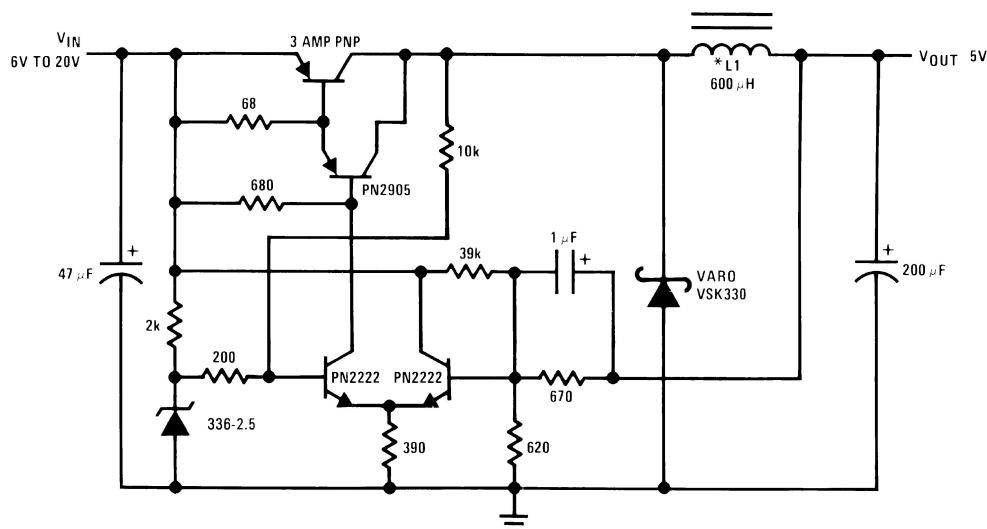 V_IN
6V TO 20V
3 AMP PNP
*L1
600 μH
V_OUT 5V
68
10k
PN2905
680
47 μF
+
39k
1 μF
+
VARO
VSK330
+
200 μF
2k
200
PN2222
PN2222
670
336-2.5
390
620